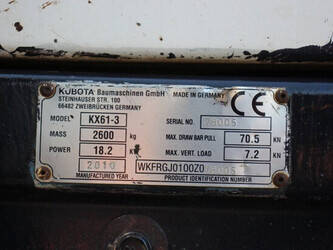 KUBOTA Baumaschinen GmbH MADE IN GERMANY
STEINHAUSER STR. 100
66482 ZWEIBRÜCKEN GERMANY
CE
MODEL KX61-3 SERIAL NO.
MASS 2600 kg MAX. DRAW BAR PULL 70.5 KN
POWER 18.2 MAX. VERT. LOAD 7.2 KN
2010 WKFRGJ0100Z0
MANUFACTURED YEAR PRODUCT IDENTIFICATION NUMBER